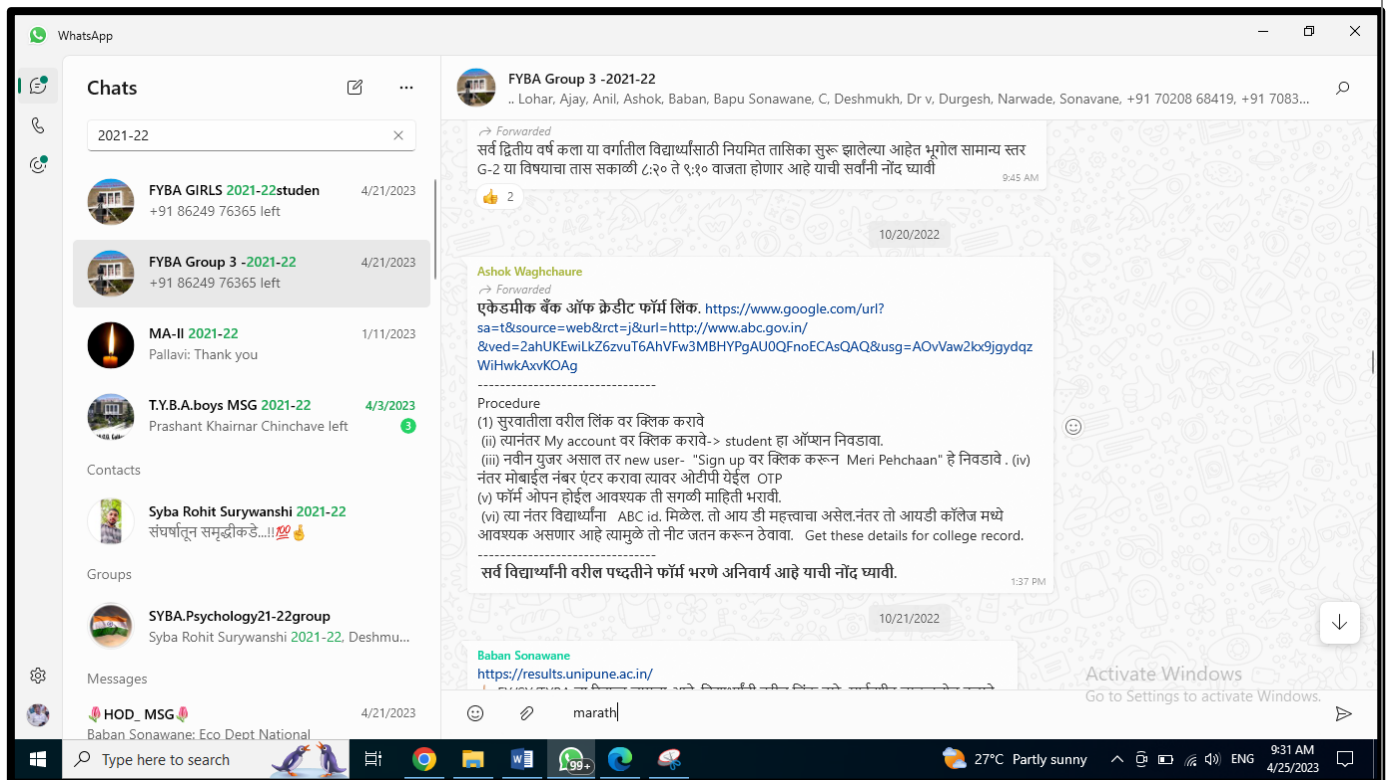 WhatsApp
Chats
2021-22
FYBA GIRLS 2021-22studen 4/21/2023
+91 86249 76365 left
FYBA Group 3 -2021-22 4/21/2023
+91 86249 76365 left
MA-II 2021-22 1/11/2023
Pallavi: Thank you
T.Y.B.A.boys MSG 2021-22 4/3/2023
Prashant Khairnar Chinchave left 3
Contacts
Syba Rohit Surywanshi 2021-22
संघर्षातून समृद्धीकडे...!!💯🤞
Groups
SYBA.Psychology21-22group
Syba Rohit Surywanshi 2021-22, Deshmu...
Messages
🌷HOD_ MSG🌷 4/21/2023
Baban Sonawane: Eco Dept National
FYBA Group 3 -2021-22
.. Lohar, Ajay, Anil, Ashok, Baban, Bapu Sonawane, C, Deshmukh, Dr v, Durgesh, Narwade, Sonavane, +91 70208 68419, +91 7083...
Forwarded
सर्व द्वितीय वर्ष कला या वर्गातील विद्यार्थ्यांसाठी नियमित तासिका सुरू झालेल्या आहेत भूगोल सामान्य स्तर
G-2 या विषयाचा तास सकाळी ८:२० ते ९:१० वाजता होणार आहे याची सर्वांनी नोंद घ्यावी
9:45 AM
👍 2
10/20/2022
Ashok Waghchaure
Forwarded
एकेडमीक बँक ऑफ क्रेडीट फॉर्म लिंक. https://www.google.com/url?
sa=t&source=web&rct=j&url=http://www.abc.gov.in/
&ved=2ahUKEwiLkZ6zvuT6AhVFw3MBHYPgAU0QFnoECAsQAQ&usg=AOvVaw2kx9jgydqz
WiHwkAxvKOAg
--------------------------------
Procedure
(1) सुरवातीला वरील लिंक वर क्लिक करावे
(ii) त्यानंतर My account वर क्लिक करावे-> student हा ऑप्शन निवडावा.
(iii) नवीन युजर असाल तर new user- "Sign up वर क्लिक करून Meri Pehchaan" हे निवडावे . (iv)
नंतर मोबाईल नंबर एंटर करावा त्यावर ओटीपी येईल OTP
(v) फॉर्म ओपन होईल आवश्यक ती सगळी माहिती भरावी.
(vi) त्या नंतर विद्यार्थ्यांना ABC id. मिळेल. तो आय डी महत्त्वाचा असेल.नंतर तो आयडी कॉलेज मध्ये
आवश्यक असणार आहे त्यामुळे तो नीट जतन करून ठेवावा. Get these details for college record.
--------------------------------
सर्व विद्यार्थ्यांनी वरील पध्दतीने फॉर्म भरणे अनिवार्य आहे याची नोंद घ्यावी.
1:37 PM
10/21/2022
Baban Sonawane
https://results.unipune.ac.in/
marath
Activate Windows
Go to Settings to activate Windows.
Type here to search
99+
27°C Partly sunny
ENG
9:31 AM
4/25/2023